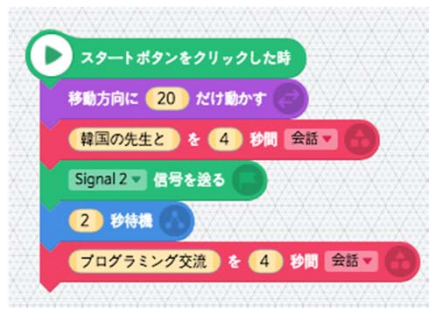 スタートボタンをクリックした時
移動方向に 20 だけ動かす
韓国の先生と を 4 秒間 会話
Signal 2 信号を送る
2 秒待機
プログラミング交流 を 4 秒間 会話